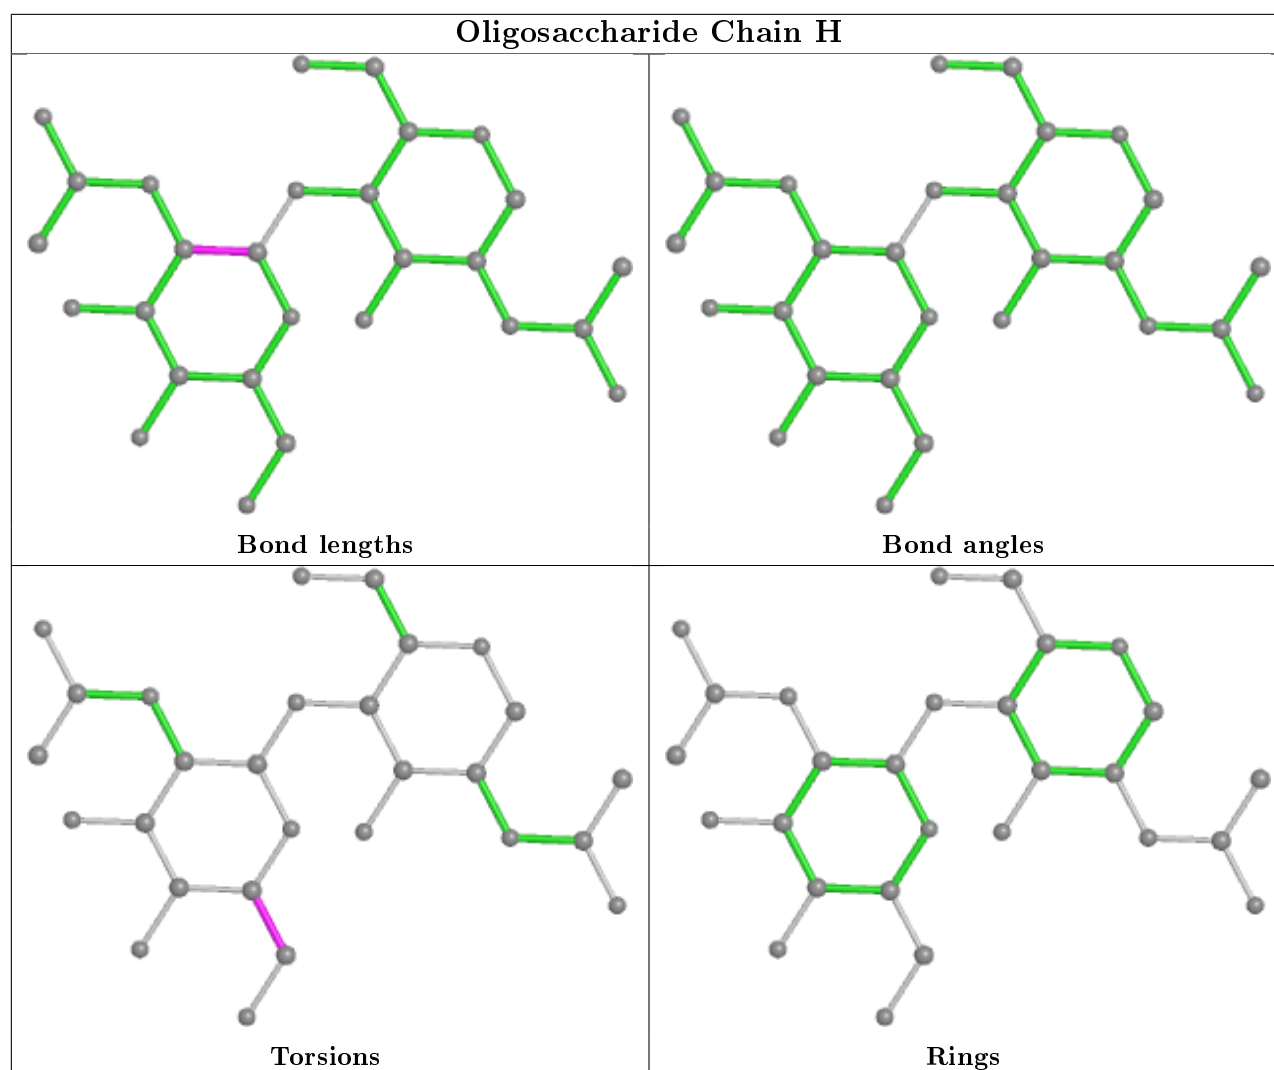 Oligosaccharide Chain H
Bond lengths
Bond angles
Torsions
Rings